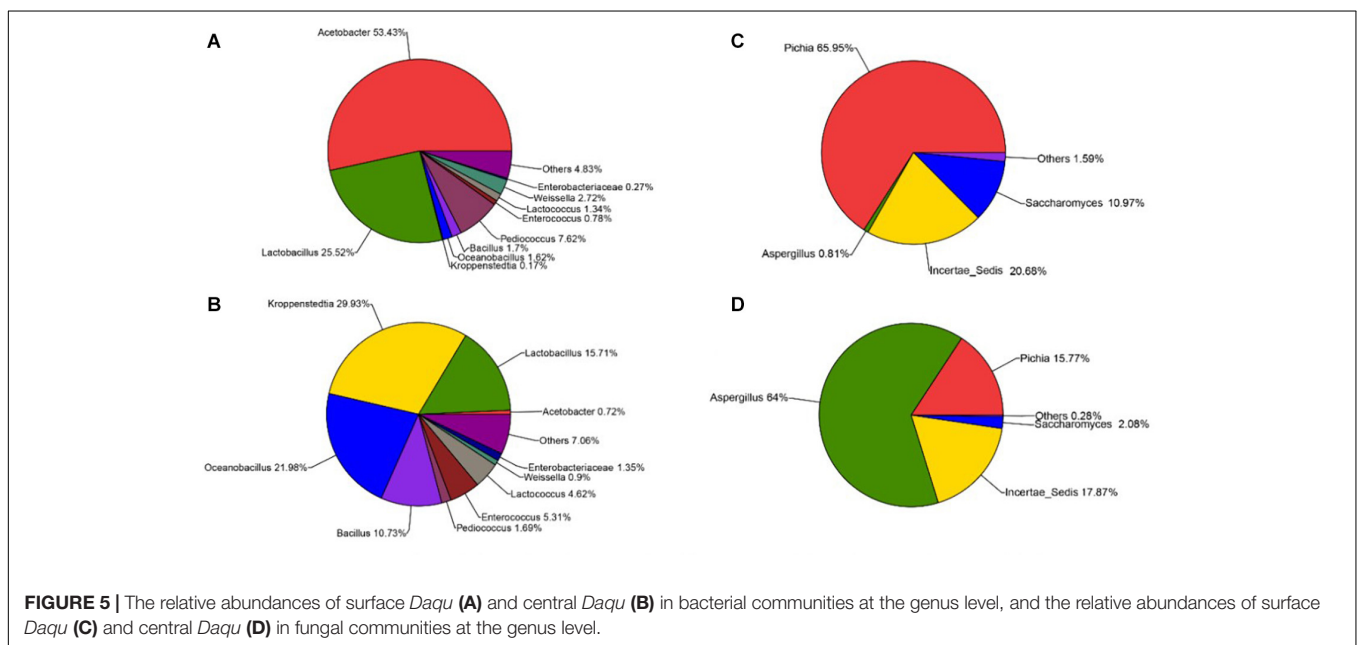 A
Acetobacter 53.43%
Others 4.83%
Enterobacteriaceae 0.27%
Weissella 2.72%
Lactococcus 1.34%
Enterococcus 0.78%
Pediococcus 7.62%
Bacillus 1.7%
Oceanobacillus 1.62%
Kroppenstedtia 0.17%
Lactobacillus 25.52%
B
Kroppenstedtia 29.93%
Lactobacillus 15.71%
Acetobacter 0.72%
Others 7.06%
Enterobacteriaceae 1.35%
Weissella 0.9%
Lactococcus 4.62%
Enterococcus 5.31%
Pediococcus 1.69%
Bacillus 10.73%
Oceanobacillus 21.98%
C
Pichia 65.95%
Others 1.59%
Saccharomyces 10.97%
Incertae_Sedis 20.68%
Aspergillus 0.81%
D
Pichia 15.77%
Others 0.28%
Saccharomyces 2.08%
Incertae_Sedis 17.87%
Aspergillus 64%
FIGURE 5 | The relative abundances of surface Daqu (A) and central Daqu (B) in bacterial communities at the genus level, and the relative abundances of surface
Daqu (C) and central Daqu (D) in fungal communities at the genus level.